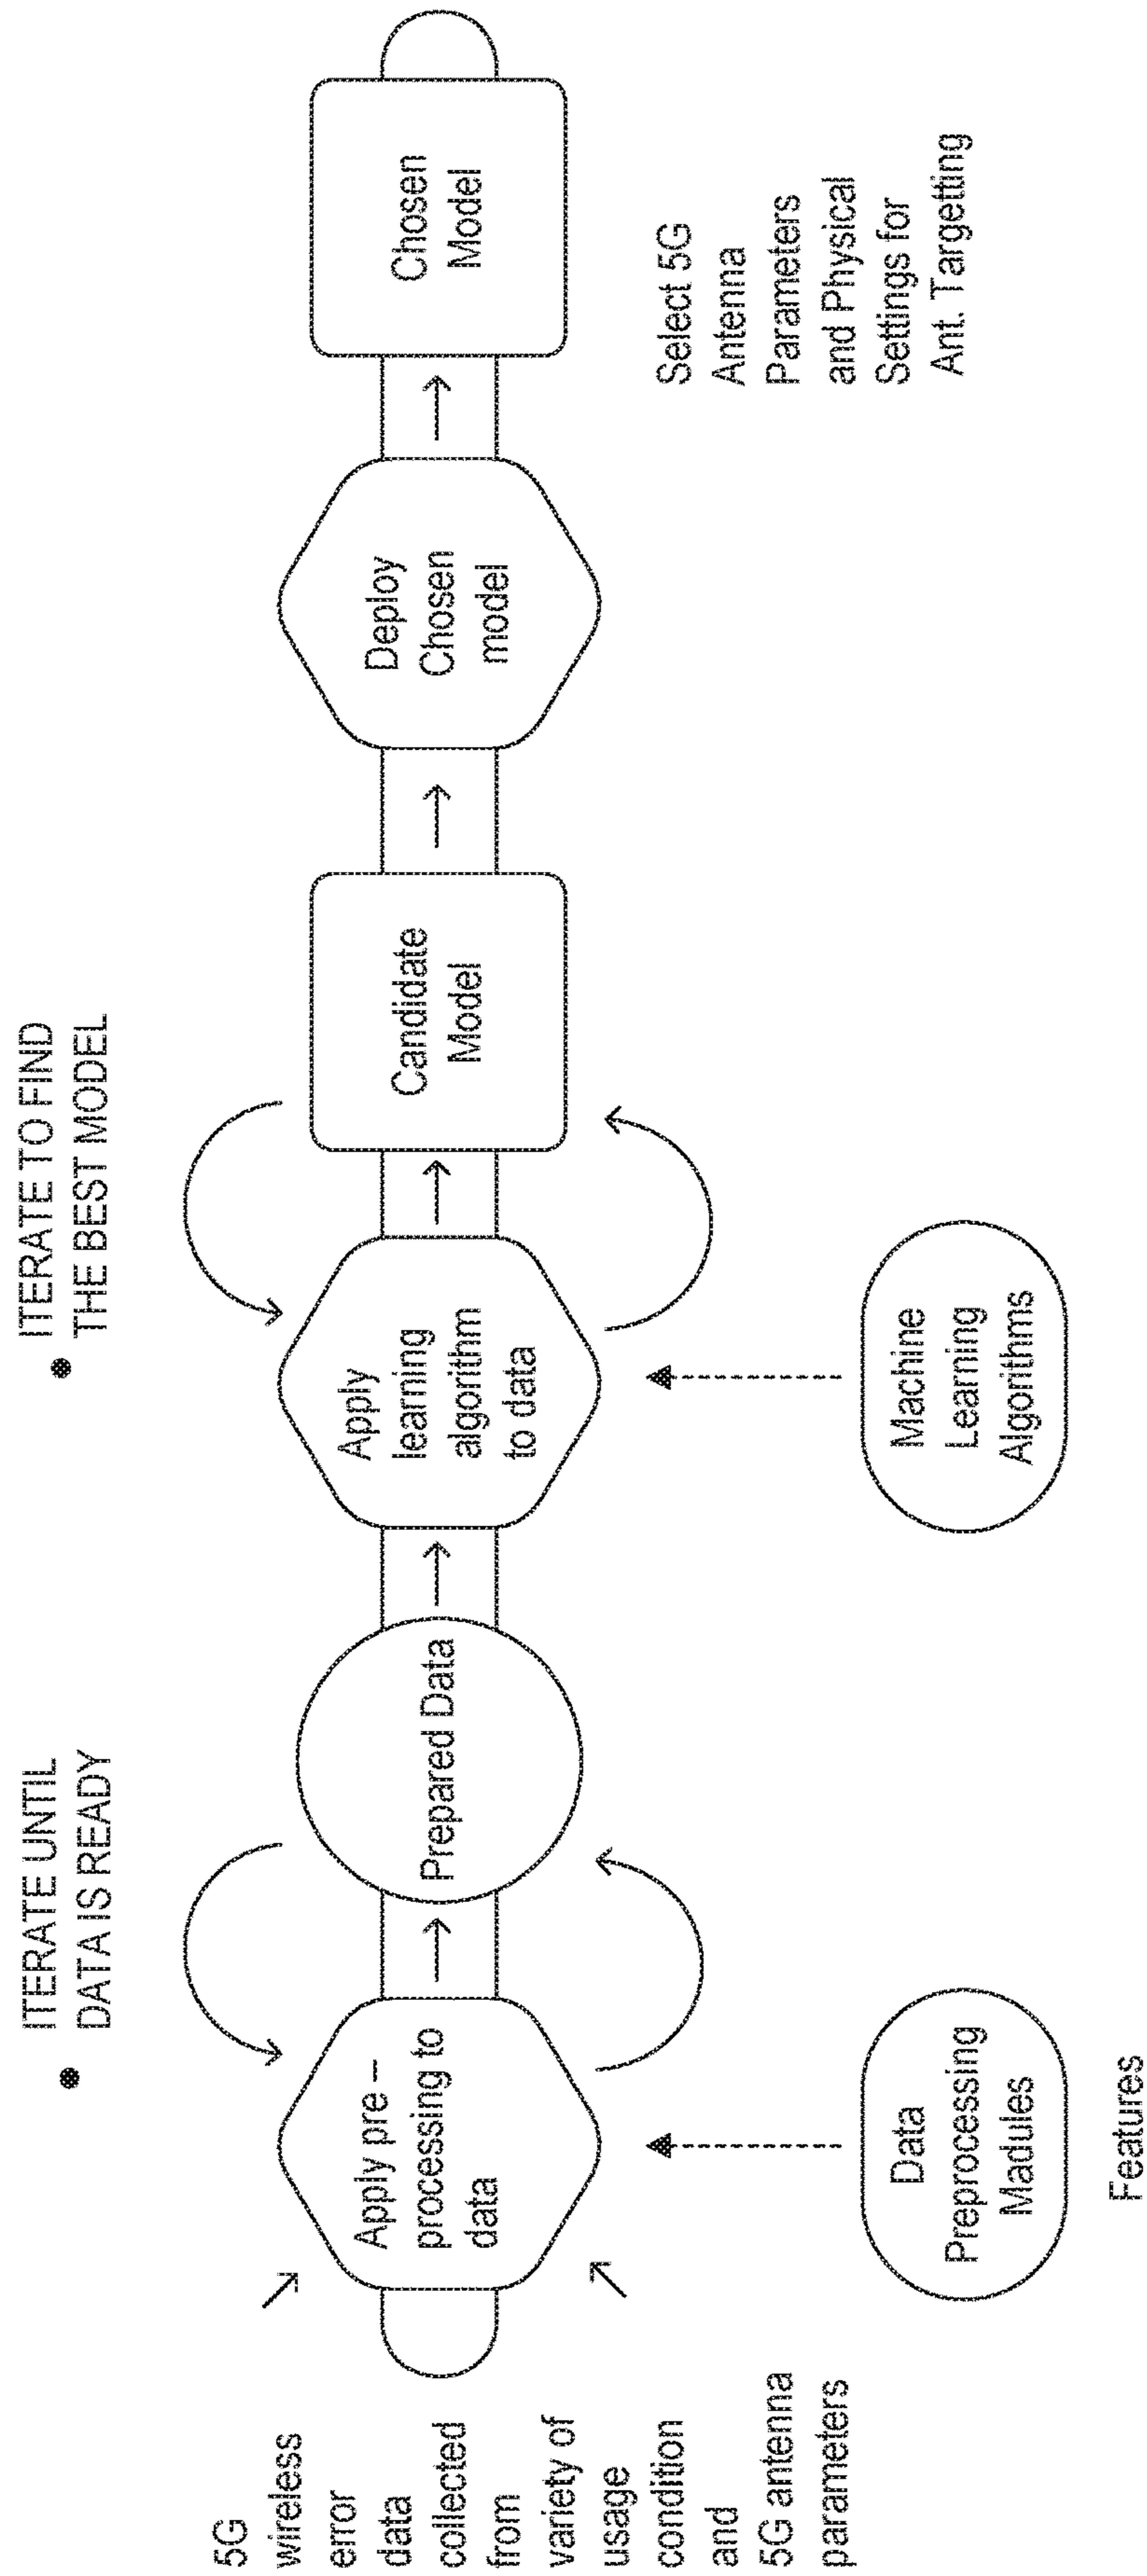 ITERATE UNTIL
DATA IS READY
ITERATE TO FIND
THE BEST MODEL
5G
wireless
error
data
collected
from
variety of
usage
condition
and
5G antenna
parameters
Apply pre –
processing to
data
Prepared Data
Apply
learning
algorithm
to data
Candidate
Model
Deploy
Chosen
model
Chosen
Model
Data
Preprocessing
Madules
Features
Machine
Learning
Algorithms
Select 5G
Antenna
Parameters
and Physical
Settings for
Ant. Targetting